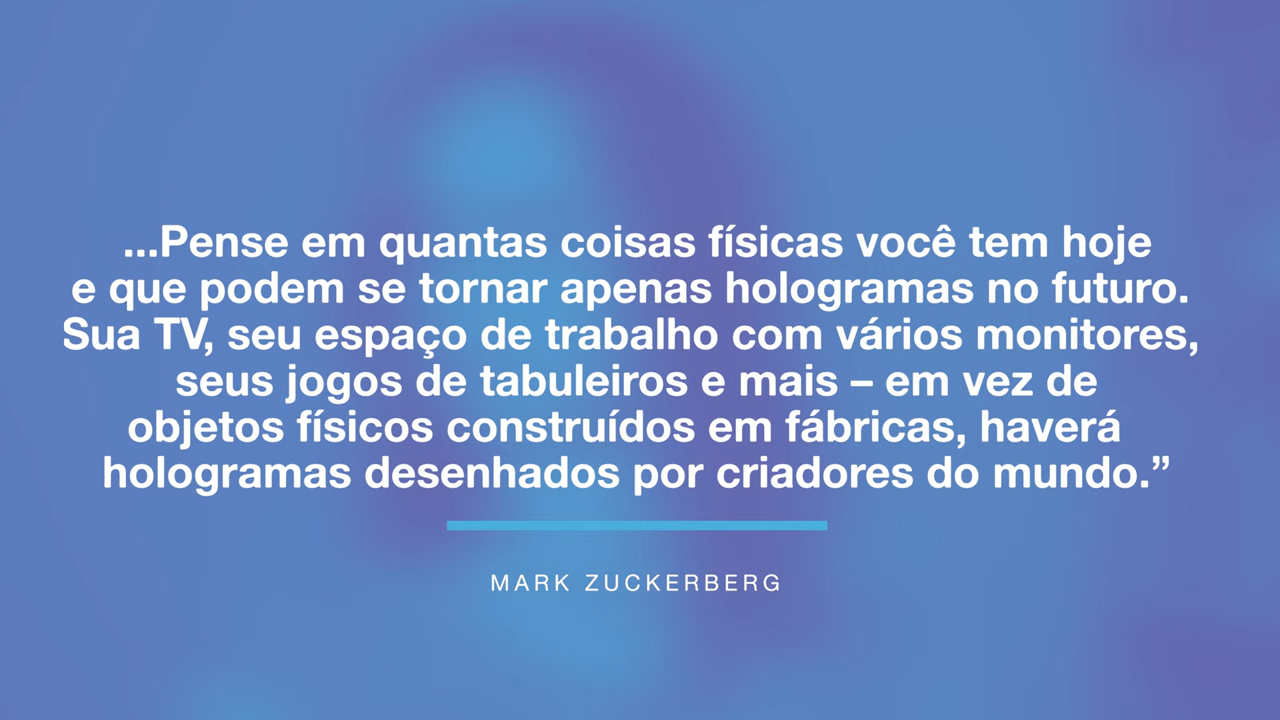 ...Pense em quantas coisas físicas você tem hoje
e que podem se tornar apenas hologramas no futuro.
Sua TV, seu espaço de trabalho com vários monitores,
seus jogos de tabuleiros e mais – em vez de
objetos físicos construídos em fábricas, haverá
hologramas desenhados por criadores do mundo.”
MARK ZUCKERBERG